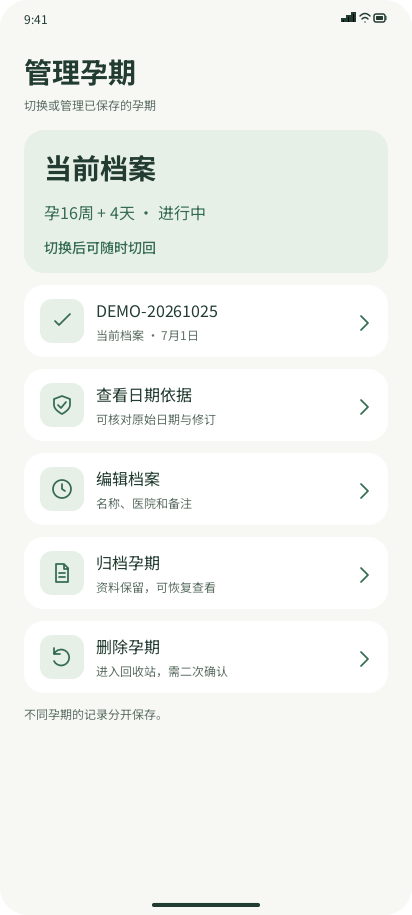 9:41
管理孕期
切换或管理已保存的孕期
当前档案
孕16周 + 4天 · 进行中
切换后可随时切回
DEMO-20261025
当前档案 · 7月1日
查看日期依据
可核对原始日期与修订
编辑档案
名称、医院和备注
归档孕期
资料保留，可恢复查看
删除孕期
进入回收站，需二次确认
不同孕期的记录分开保存。